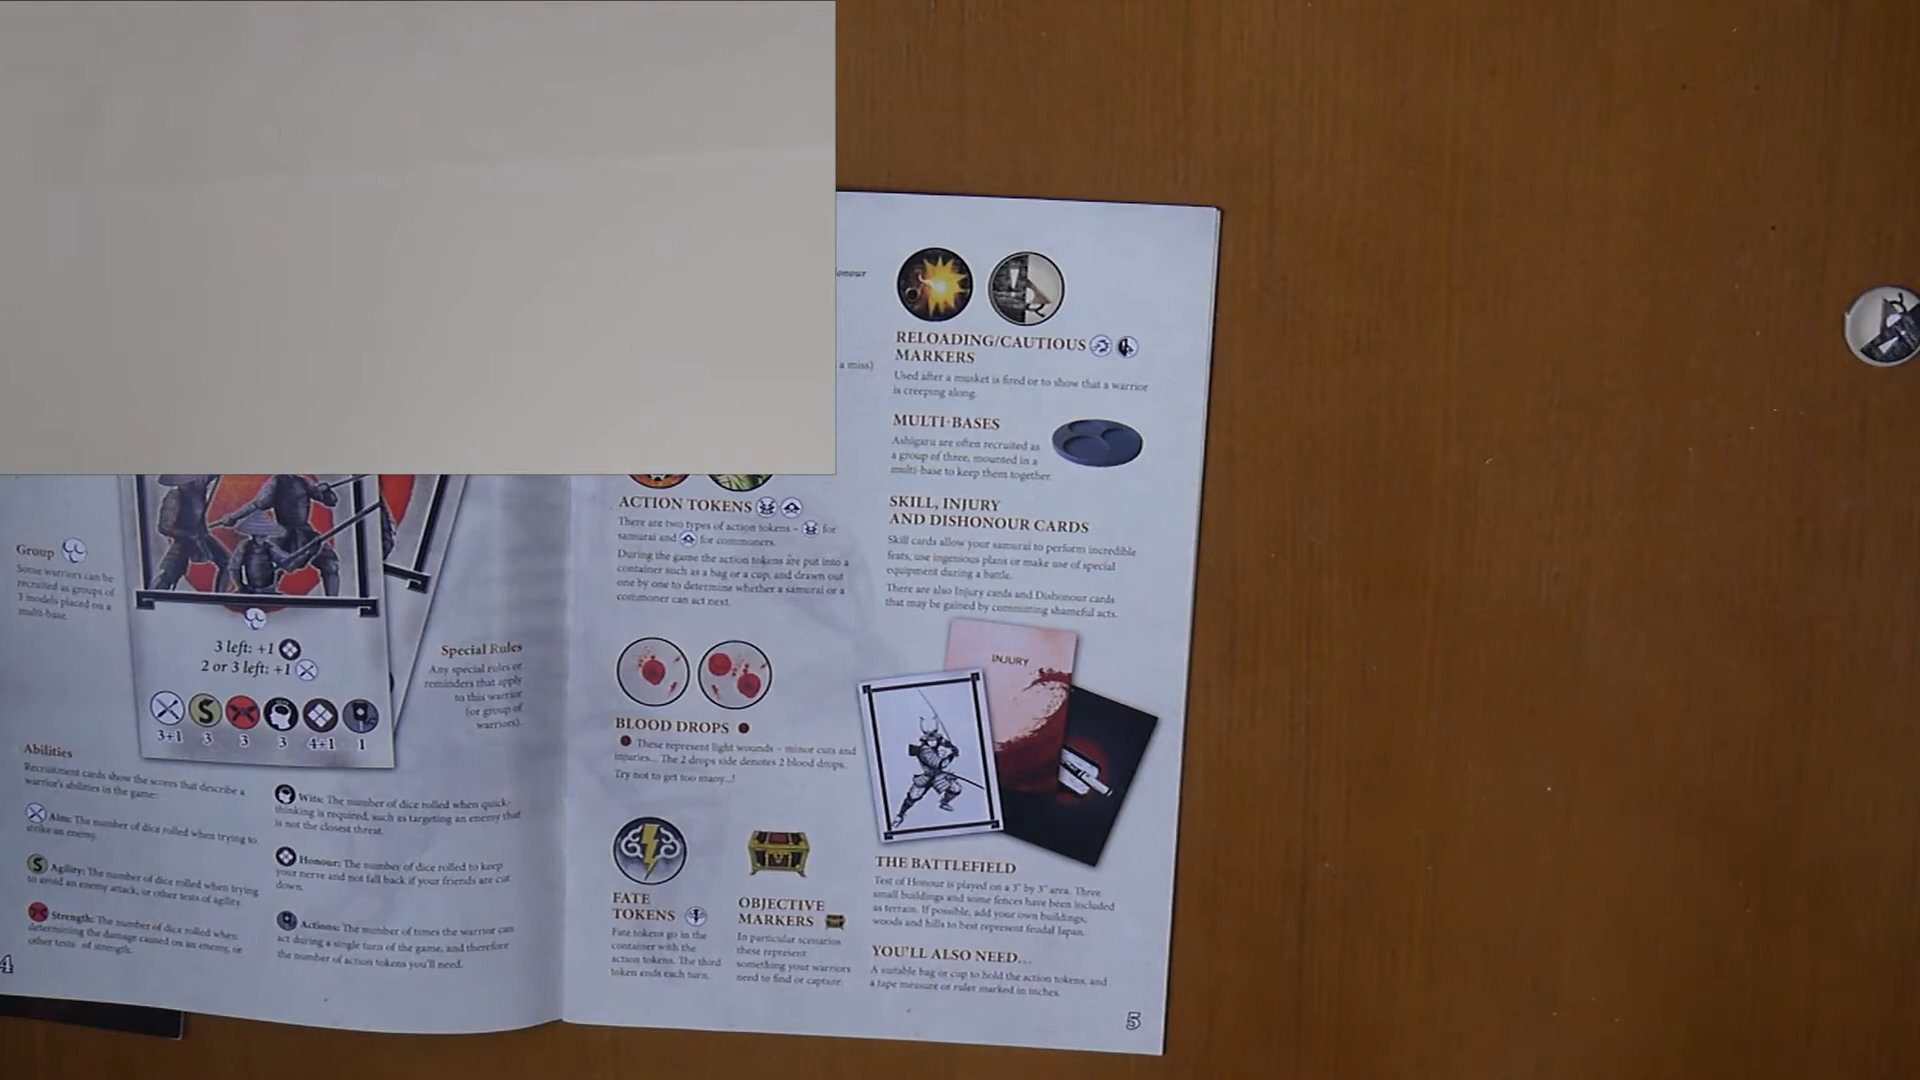 Group
Some warriors can be
recruited as groups of
3 models placed on a
multi-base.
3 left: +1
2 or 3 left: +1
3+1 3 3 3 4+1 1
Special Rules
Any special rules or
reminders that apply
to this warrior
(or group of
warriors).
Abilities
Recruitment cards show the scores that describe a
warrior's abilities in the game:
Aim: The number of dice rolled when trying to
strike an enemy.
Agility: The number of dice rolled when trying
to avoid an enemy attack, or other tests of agility.
Strength: The number of dice rolled when
determining the damage caused on an enemy, or
other tests of strength.
Wits: The number of dice rolled when quick-
thinking is required, such as targeting an enemy that
is not the closest threat.
Honour: The number of dice rolled to keep
your nerve and not fall back if your friends are cut
down.
Actions: The number of times the warrior can
act during a single turn of the game, and therefore
the number of action tokens you'll need.
4
onour
a miss)
ACTION TOKENS
There are two types of action tokens – for
samurai and for commoners.
During the game the action tokens are put into a
container such as a bag or a cup, and drawn out
one by one to determine whether a samurai or a
commoner can act next.
BLOOD DROPS
These represent light wounds – minor cuts and
injuries... The 2 drops side denotes 2 blood drops.
Try not to get too many...!
FATE
TOKENS
Fate tokens go in the
container with the
action tokens. The third
token ends each turn.
OBJECTIVE
MARKERS
In particular scenarios
these represent
something your warriors
need to find or capture.
RELOADING/CAUTIOUS
MARKERS
Used after a musket is fired or to show that a warrior
is creeping along.
MULTI-BASES
Ashigaru are often recruited as
a group of three, mounted in a
multi-base to keep them together.
SKILL, INJURY
AND DISHONOUR CARDS
Skill cards allow your samurai to perform incredible
feats, use ingenious plans or make use of special
equipment during a battle.
There are also Injury cards and Dishonour cards
that may be gained by committing shameful acts.
INJURY
THE BATTLEFIELD
Test of Honour is played on a 3' by 3' area. Three
small buildings and some fences have been included
as terrain. If possible, add your own buildings,
woods and hills to best represent feudal Japan.
YOU'LL ALSO NEED...
A suitable bag or cup to hold the action tokens, and
a tape measure or ruler marked in inches.
5